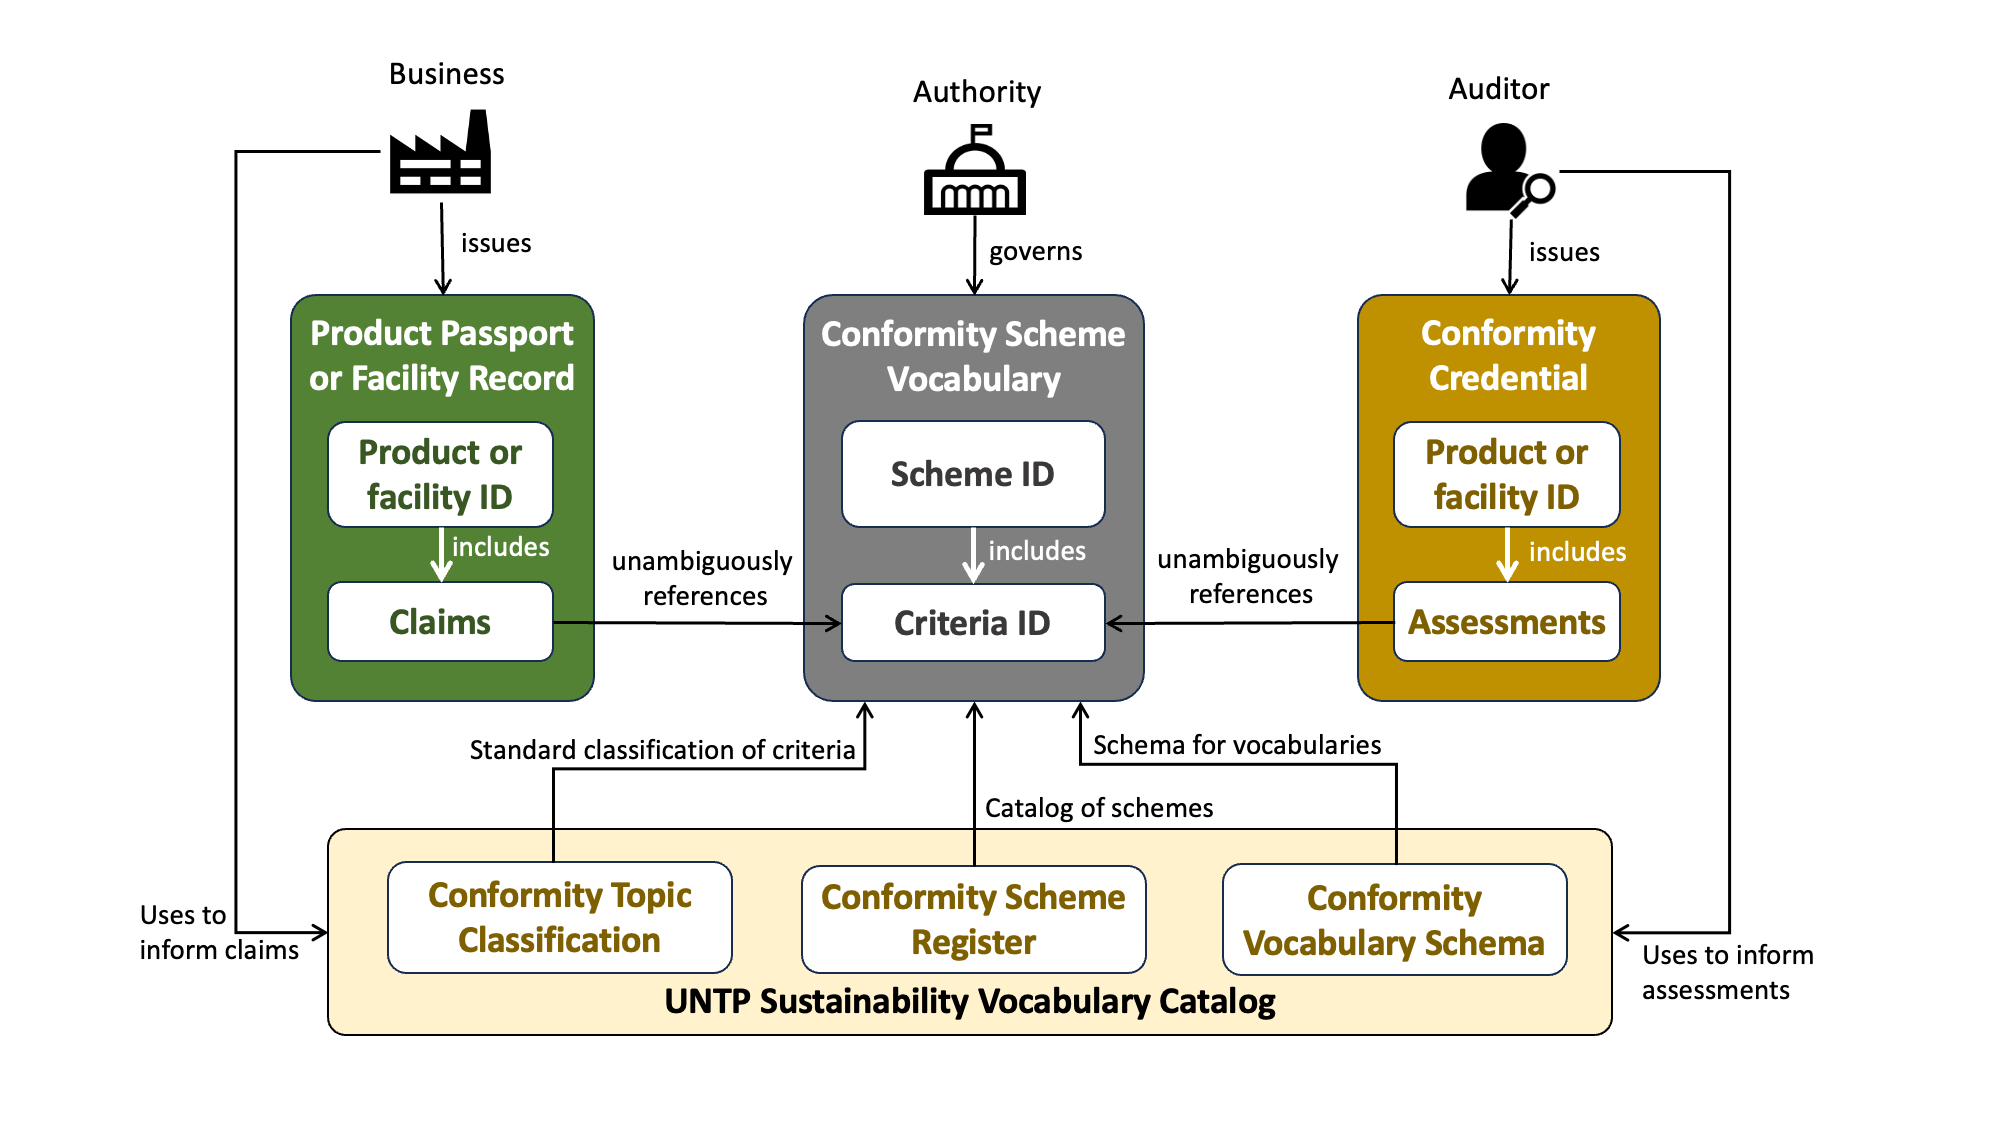 Business
Authority
Auditor
issues
governs
issues
Product Passport
or Facility Record
Conformity Scheme
Vocabulary
Conformity
Credential
Product or
facility ID
Scheme ID
Product or
facility ID
includes
includes
includes
unambiguously
references
unambiguously
references
Claims
Criteria ID
Assessments
Standard classification of criteria
Schema for vocabularies
Catalog of schemes
Conformity Topic
Classification
Conformity Scheme
Register
Conformity
Vocabulary Schema
Uses to
inform claims
Uses to inform
assessments
UNTP Sustainability Vocabulary Catalog